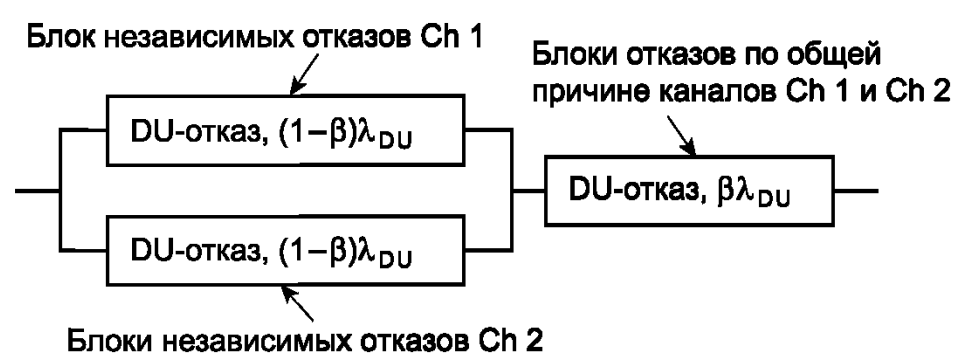 Блок независимых отказов Ch 1
Блоки отказов по общей
причине каналов Ch 1 и Ch 2
DU-отказ, (1−β)λDU
DU-отказ, βλDU
DU-отказ, (1−β)λDU
Блоки независимых отказов Ch 2